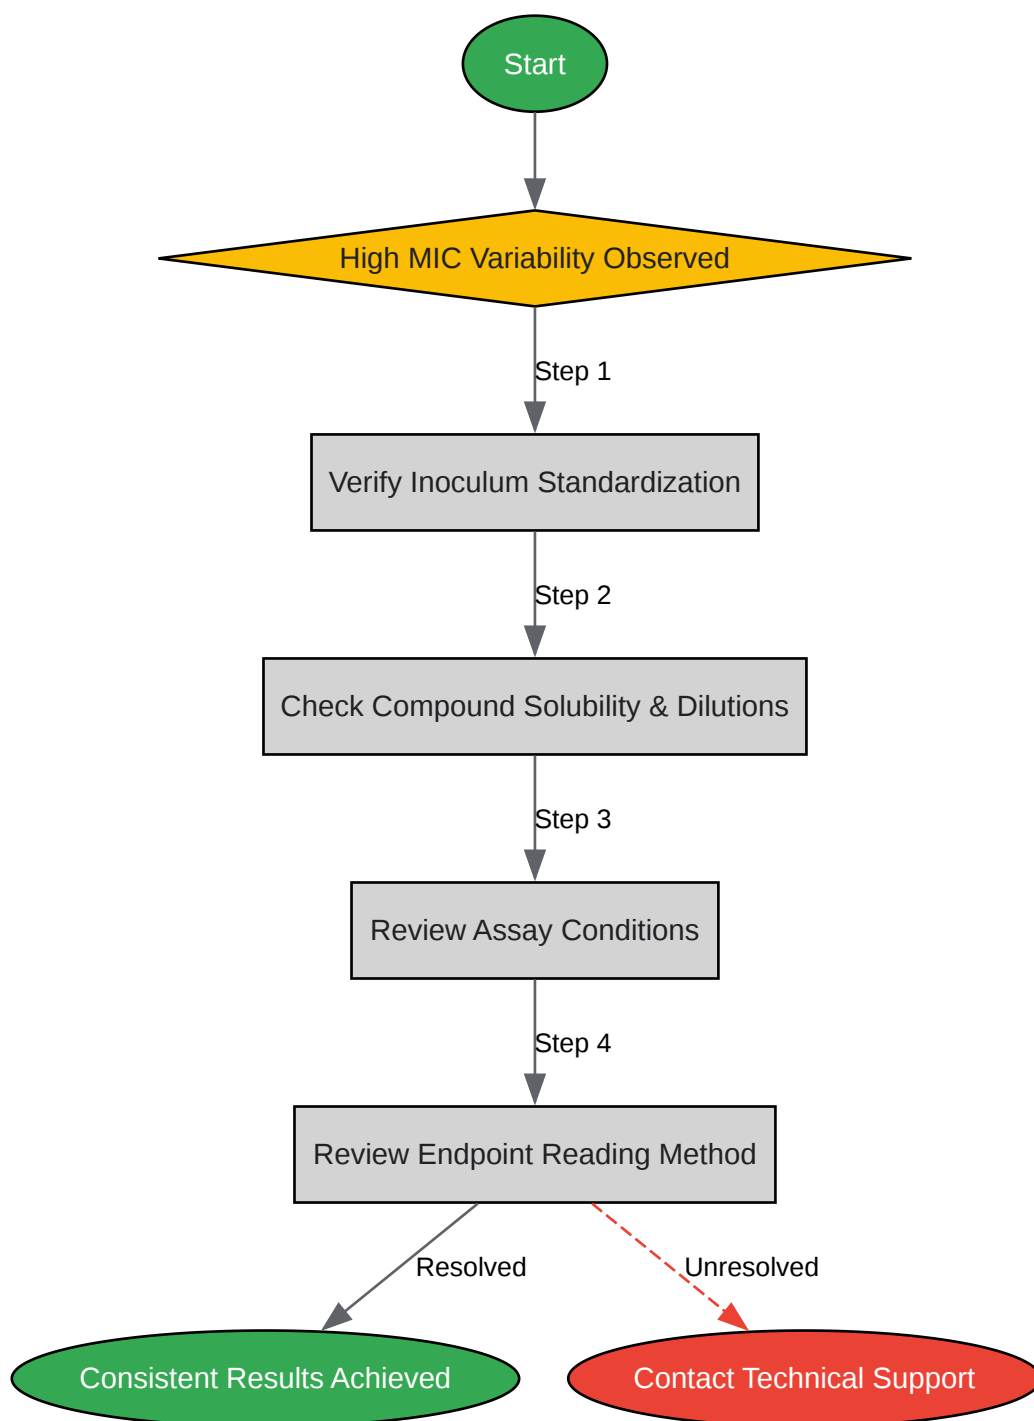 Start
High MIC Variability Observed
Step 1
Verify Inoculum Standardization
Step 2
Check Compound Solubility & Dilutions
Step 3
Review Assay Conditions
Step 4
Review Endpoint Reading Method
Resolved
Unresolved
Consistent Results Achieved
Contact Technical Support